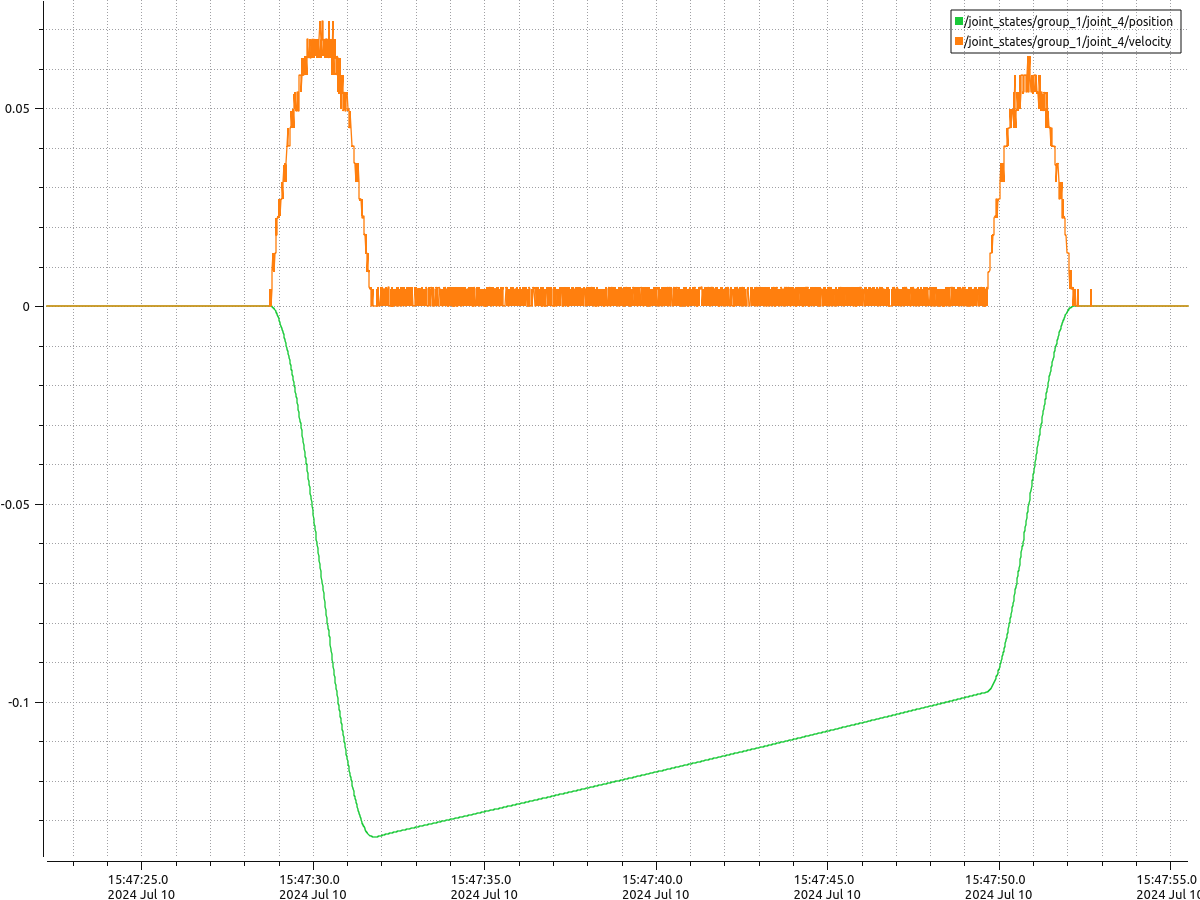 /joint_states/group_1/joint_4/position
/joint_states/group_1/joint_4/velocity
0.05
0
-0.05
-0.1
15:47:25.0
2024 Jul 10
15:47:30.0
2024 Jul 10
15:47:35.0
2024 Jul 10
15:47:40.0
2024 Jul 10
15:47:45.0
2024 Jul 10
15:47:50.0
2024 Jul 10
15:47:55.0
2024 Jul 10